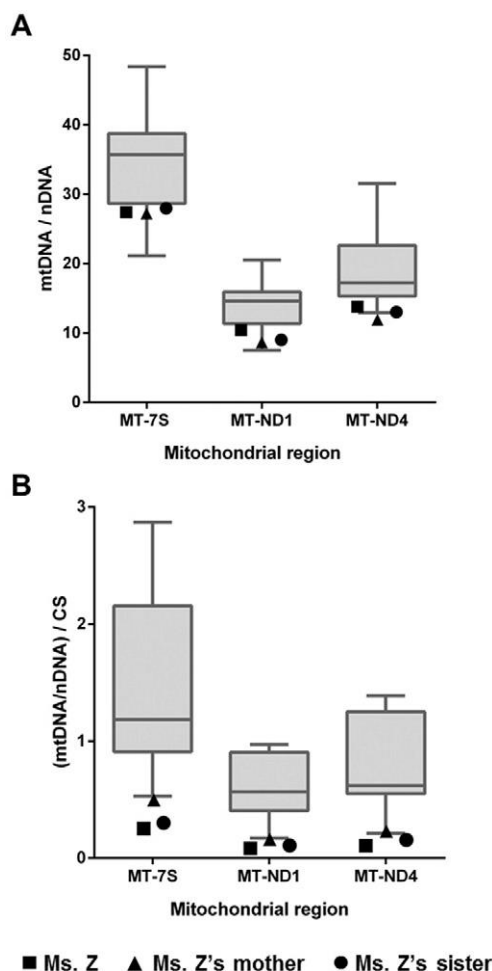 A
mtDNA / nDNA
50
40
30
20
10
0
MT-7S MT-ND1 MT-ND4
Mitochondrial region
B
(mtDNA/nDNA) / CS
3
2
1
0
MT-7S MT-ND1 MT-ND4
Mitochondrial region
■ Ms. Z ▲ Ms. Z's mother ● Ms. Z's sister